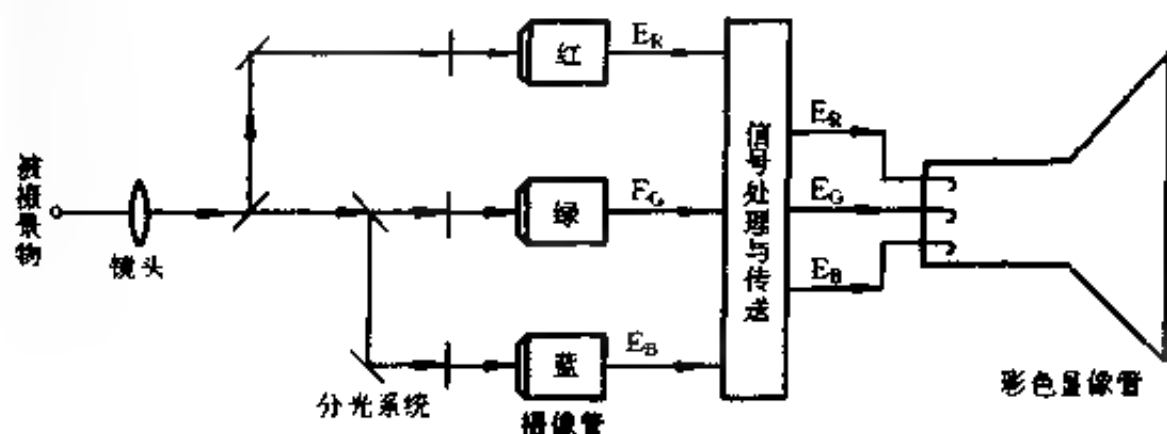 红
E_R
被摄景物
镜头
绿
E_G
信号处理与传送
E_R
E_G
E_B
蓝
E_B
分光系统
摄像管
彩色显像管